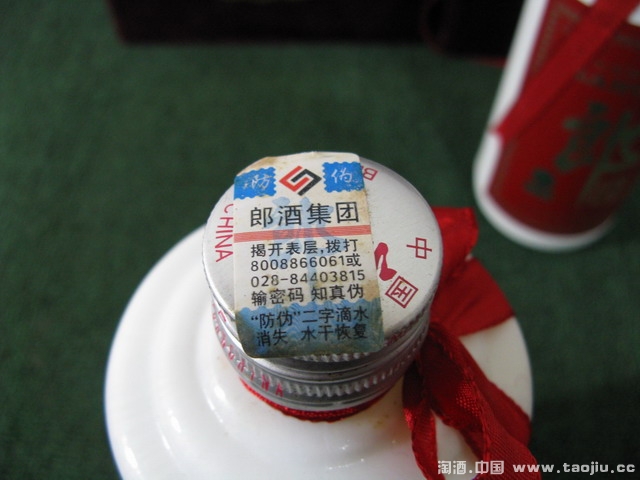 防伪
郎酒集团
揭开表层,拨打
8008866061或
028-84403815
输密码 知真伪
“防伪”二字滴水
消失 水干恢复
CHINA
中国
郎
淘酒.中国 www.taojiu.cc